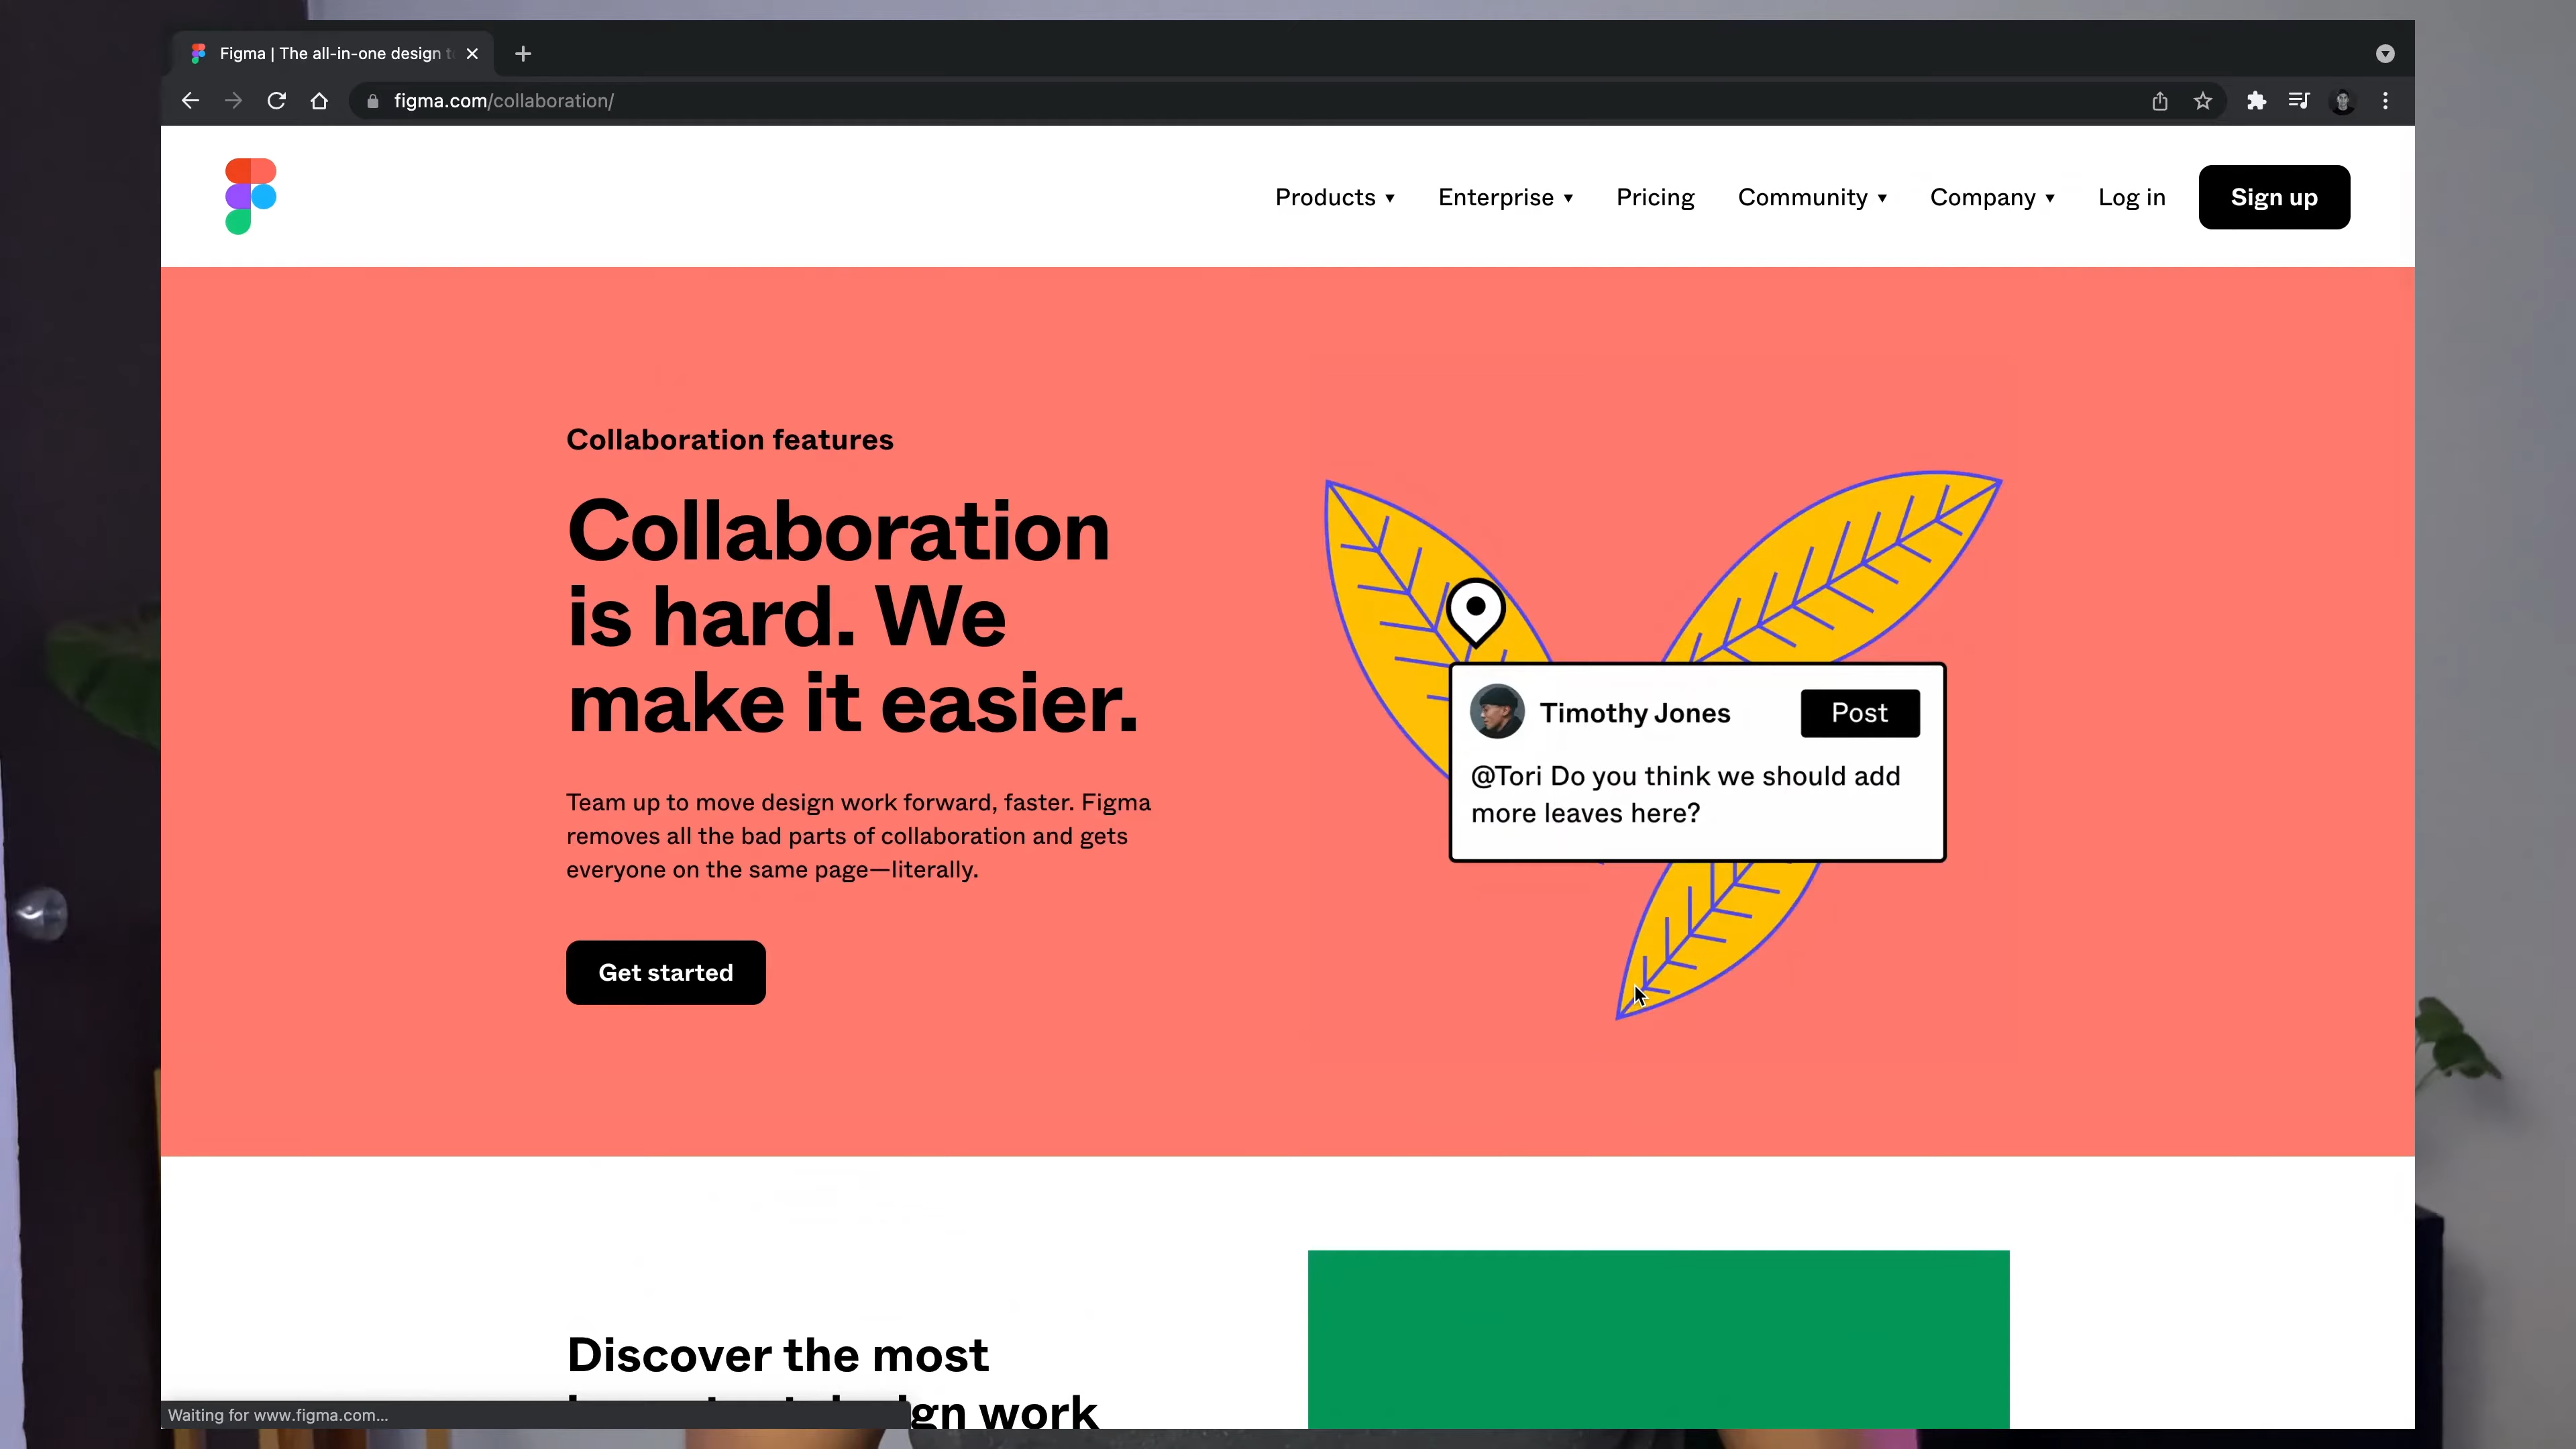 Figma | The all-in-one design t
figma.com/collaboration/
Products ▾ Enterprise ▾ Pricing Community ▾ Company ▾ Log in Sign up
Collaboration features
Collaboration
is hard. We
make it easier.
Team up to move design work forward, faster. Figma
removes all the bad parts of collaboration and gets
everyone on the same page—literally.
Get started
Timothy Jones Post
@Tori Do you think we should add
more leaves here?
Discover the most
work
Waiting for www.figma.com...